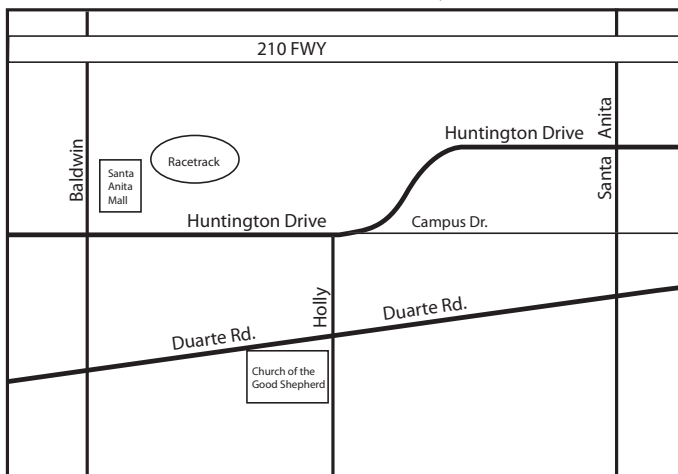 210 FWY
Huntington Drive
Santa Anita
Baldwin
Racetrack
Santa
Anita
Mall
Huntington Drive
Campus Dr.
Holly
Duarte Rd.
Duarte Rd.
Church of the
Good Shepherd